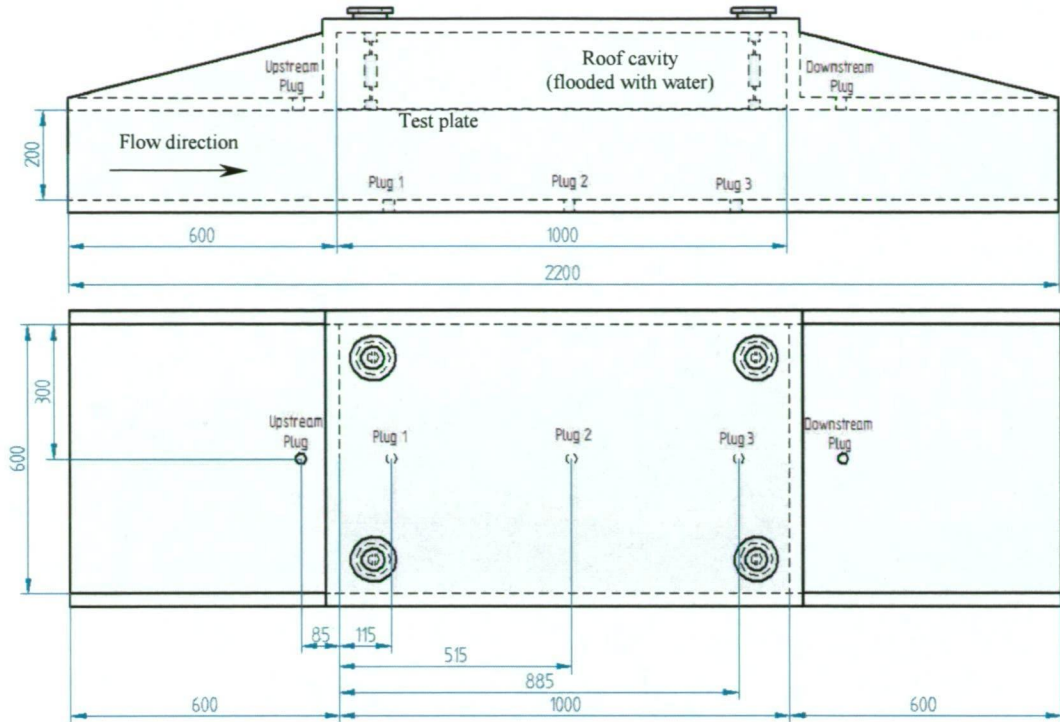 Roof cavity
(flooded with water)
Upstream
Plug
Downstream
Plug
Test plate
Flow direction
200
Plug 1
Plug 2
Plug 3
600
1000
2200
300
600
Upstream
Plug
Plug 1
Plug 2
Plug 3
Downstream
Plug
85
115
515
885
600
1000
600